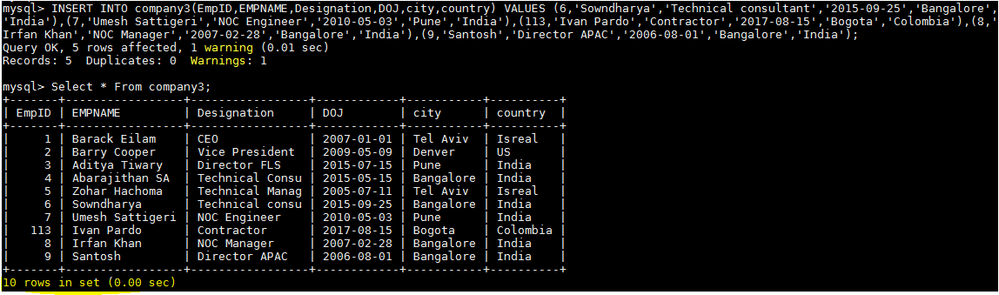 mysql> INSERT INTO company3(EmpID,EMPNAME,Designation,DOJ,city,country) VALUES (6,'Sowndharya','Technical consultant','2015-09-25','Bangalore',
'India'),(7,'Umesh Sattigeri','NOC Engineer','2010-05-03','Pune','India'),(113,'Ivan Pardo','Contractor','2017-08-15','Bogota','Colombia'),(8,'
Irfan Khan','NOC Manager','2007-02-28','Bangalore','India'),(9,'Santosh','Director APAC','2006-08-01','Bangalore','India');
Query OK, 5 rows affected, 1 warning (0.01 sec)
Records: 5  Duplicates: 0  Warnings: 1

mysql> Select * From company3;
+-------+-----------------+-----------------+------------+-----------+----------+
| EmpID | EMPNAME         | Designation     | DOJ        | city      | country  |
+-------+-----------------+-----------------+------------+-----------+----------+
|     1 | Barack Eilam    | CEO             | 2007-01-01 | Tel Aviv  | Isreal   |
|     2 | Barry Cooper    | Vice President  | 2009-05-09 | Denver    | US       |
|     3 | Aditya Tiwary   | Director FLS    | 2015-07-15 | Pune      | India    |
|     4 | Abarajithan SA  | Technical Consu | 2015-05-15 | Bangalore | India    |
|     5 | Zohar Hachoma   | Technical Manag | 2005-07-11 | Tel Aviv  | Isreal   |
|     6 | Sowndharya      | Technical consu | 2015-09-25 | Bangalore | India    |
|     7 | Umesh Sattigeri | NOC Engineer    | 2010-05-03 | Pune      | India    |
|   113 | Ivan Pardo      | Contractor      | 2017-08-15 | Bogota    | Colombia |
|     8 | Irfan Khan      | NOC Manager     | 2007-02-28 | Bangalore | India    |
|     9 | Santosh         | Director APAC   | 2006-08-01 | Bangalore | India    |
+-------+-----------------+-----------------+------------+-----------+----------+
10 rows in set (0.00 sec)